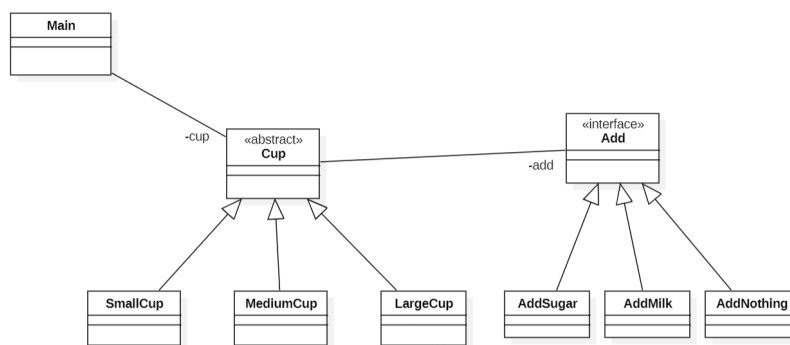 Main
-cup
«abstract»
Cup
«interface»
Add
-add
SmallCup
MediumCup
LargeCup
AddSugar
AddMilk
AddNothing